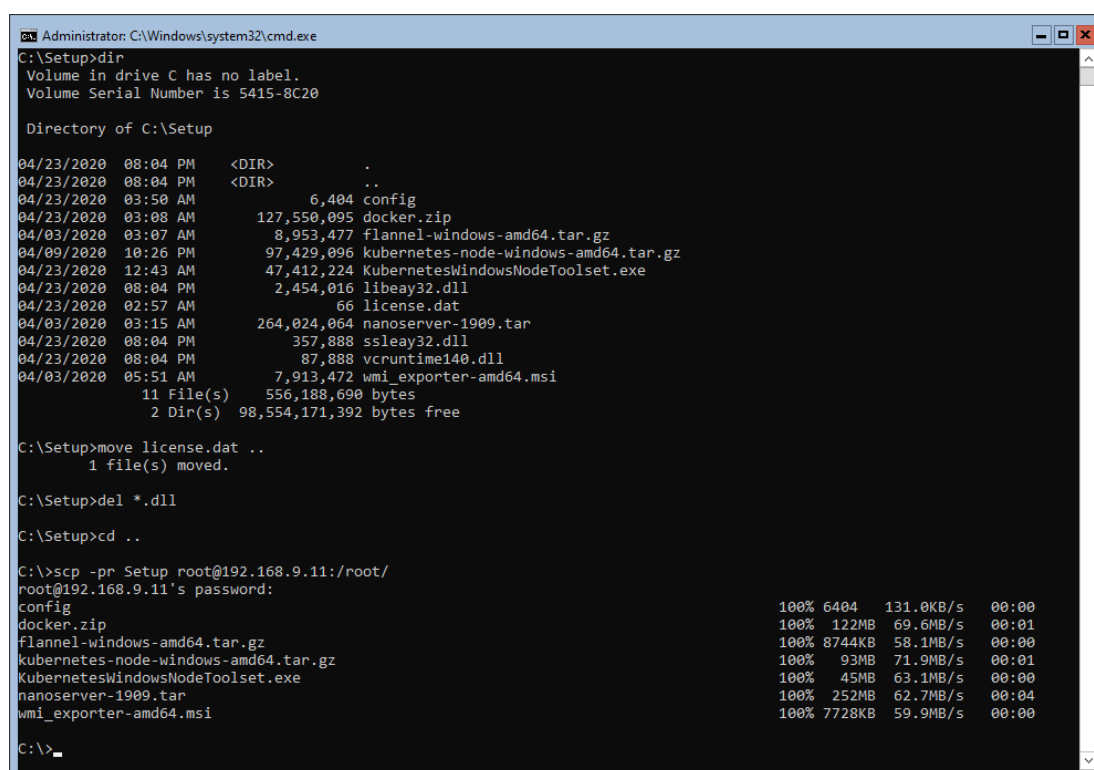 Administrator: C:\Windows\system32\cmd.exe
C:\Setup>dir
 Volume in drive C has no label.
 Volume Serial Number is 5415-8C20

 Directory of C:\Setup

04/23/2020  08:04 PM    <DIR>          .
04/23/2020  08:04 PM    <DIR>          ..
04/23/2020  03:50 AM             6,404 config
04/23/2020  03:08 AM       127,550,095 docker.zip
04/03/2020  03:07 AM         8,953,477 flannel-windows-amd64.tar.gz
04/09/2020  10:26 PM        97,429,096 kubernetes-node-windows-amd64.tar.gz
04/23/2020  12:43 AM        47,412,224 KubernetesWindowsNodeToolset.exe
04/23/2020  08:04 PM         2,454,016 libeay32.dll
04/23/2020  02:57 AM                66 license.dat
04/03/2020  03:15 AM       264,024,064 nanoserver-1909.tar
04/23/2020  08:04 PM           357,888 ssleay32.dll
04/23/2020  08:04 PM            87,888 vcruntime140.dll
04/03/2020  05:51 AM         7,913,472 wmi_exporter-amd64.msi
              11 File(s)    556,188,690 bytes
               2 Dir(s)  98,554,171,392 bytes free

C:\Setup>move license.dat ..
        1 file(s) moved.

C:\Setup>del *.dll

C:\Setup>cd ..

C:\>scp -pr Setup root@192.168.9.11:/root/
root@192.168.9.11's password:
config 100% 6404 131.0KB/s 00:00
docker.zip 100% 122MB 69.6MB/s 00:01
flannel-windows-amd64.tar.gz 100% 8744KB 58.1MB/s 00:00
kubernetes-node-windows-amd64.tar.gz 100% 93MB 71.9MB/s 00:01
KubernetesWindowsNodeToolset.exe 100% 45MB 63.1MB/s 00:00
nanoserver-1909.tar 100% 252MB 62.7MB/s 00:04
wmi_exporter-amd64.msi 100% 7728KB 59.9MB/s 00:00

C:\>